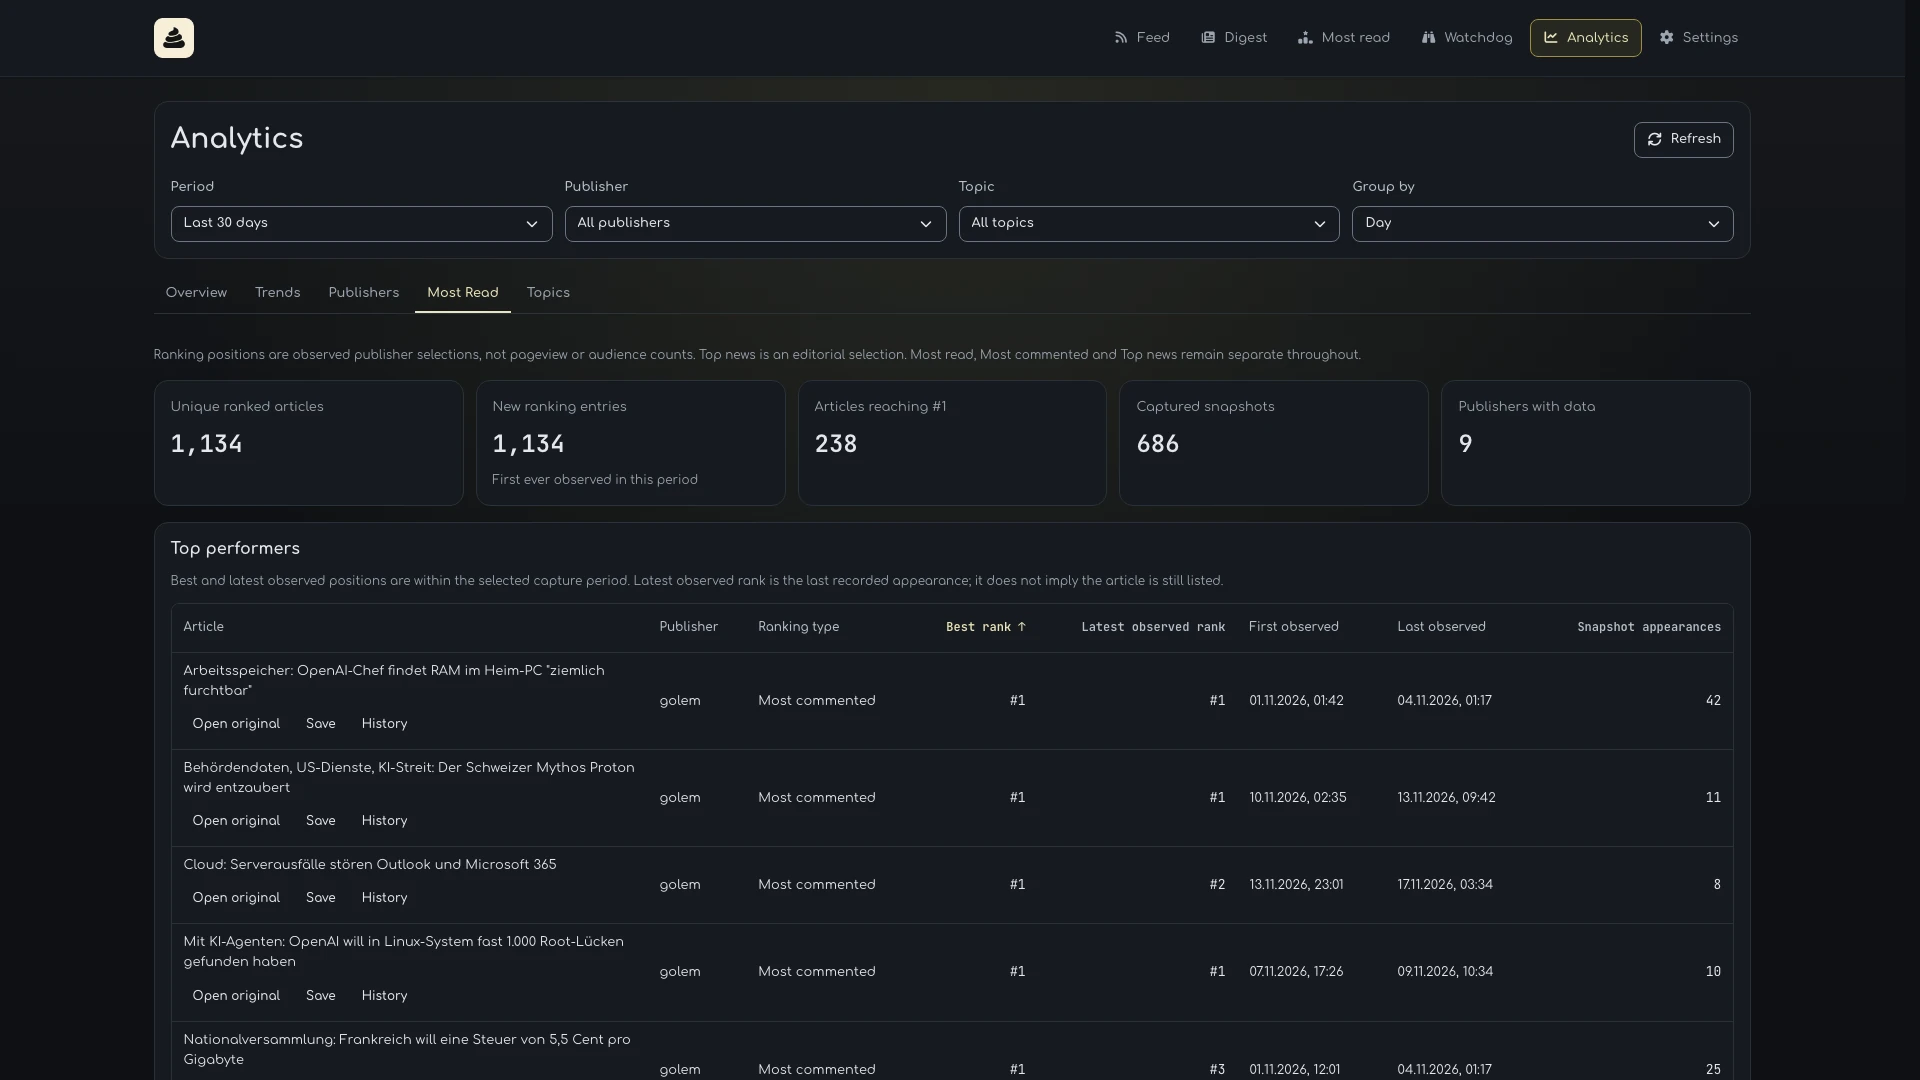 Feed
Digest
Most read
Watchdog
Analytics
Settings
Analytics
Refresh
Period
Publisher
Topic
Group by
Last 30 days
All publishers
All topics
Day
Overview
Trends
Publishers
Most Read
Topics
Ranking positions are observed publisher selections, not pageview or audience counts. Top news is an editorial selection. Most read, Most commented and Top news remain separate throughout.
Unique ranked articles
1,134
New ranking entries
1,134
First ever observed in this period
Articles reaching #1
238
Captured snapshots
686
Publishers with data
9
Top performers
Best and latest observed positions are within the selected capture period. Latest observed rank is the last recorded appearance; it does not imply the article is still listed.
Article Publisher Ranking type Best rank ↑ Latest observed rank First observed Last observed Snapshot appearances
Arbeitsspeicher: OpenAI-Chef findet RAM im Heim-PC "ziemlich
furchtbar"
golem Most commented #1 #1 01.11.2026, 01:42 04.11.2026, 01:17 42
Open original Save History
Behördendaten, US-Dienste, KI-Streit: Der Schweizer Mythos Proton
wird entzaubert
golem Most commented #1 #1 10.11.2026, 02:35 13.11.2026, 09:42 11
Open original Save History
Cloud: Serverausfälle stören Outlook und Microsoft 365
golem Most commented #1 #2 13.11.2026, 23:01 17.11.2026, 03:34 8
Open original Save History
Mit KI-Agenten: OpenAI will in Linux-System fast 1.000 Root-Lücken
gefunden haben
golem Most commented #1 #1 07.11.2026, 17:26 09.11.2026, 10:34 10
Open original Save History
Nationalversammlung: Frankreich will eine Steuer von 5,5 Cent pro
Gigabyte
golem Most commented #1 #3 01.11.2026, 12:01 04.11.2026, 01:17 25